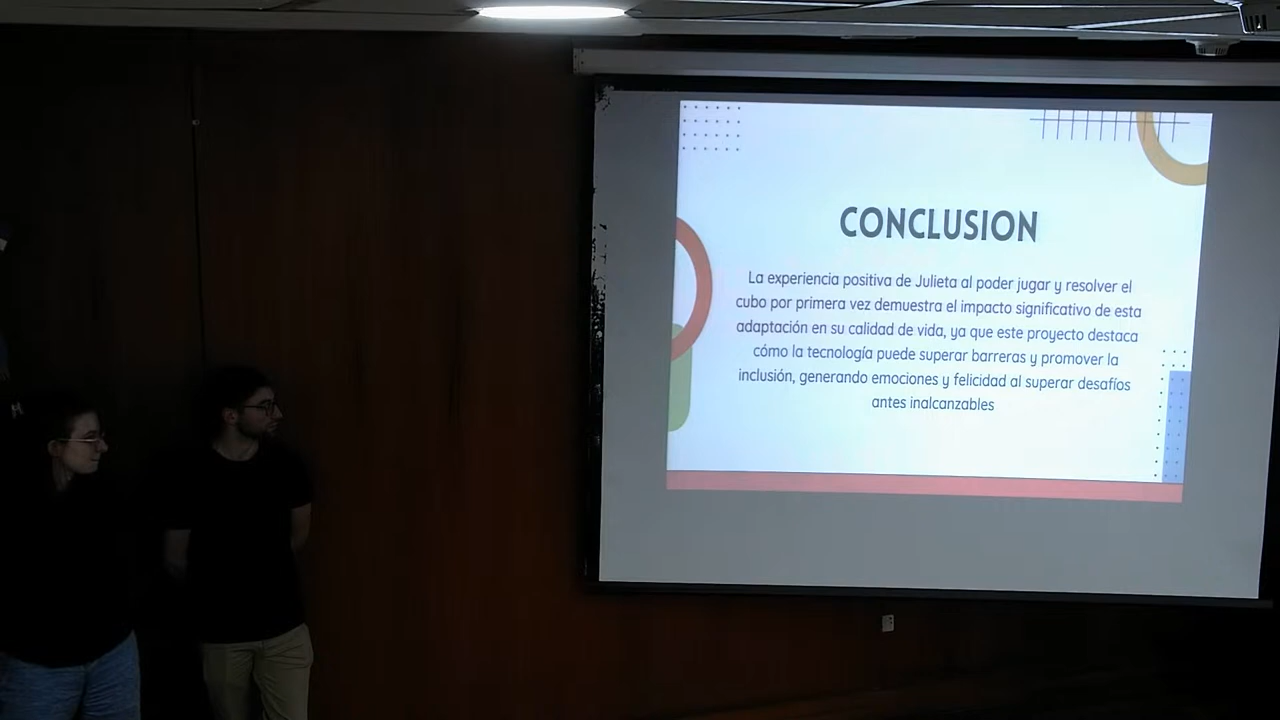 CONCLUSION
La experiencia positiva de Julieta al poder jugar y resolver el
cubo por primera vez demuestra el impacto significativo de esta
adaptación en su calidad de vida, ya que este proyecto destaca
cómo la tecnología puede superar barreras y promover la
inclusión, generando emociones y felicidad al superar desafíos
antes inalcanzables